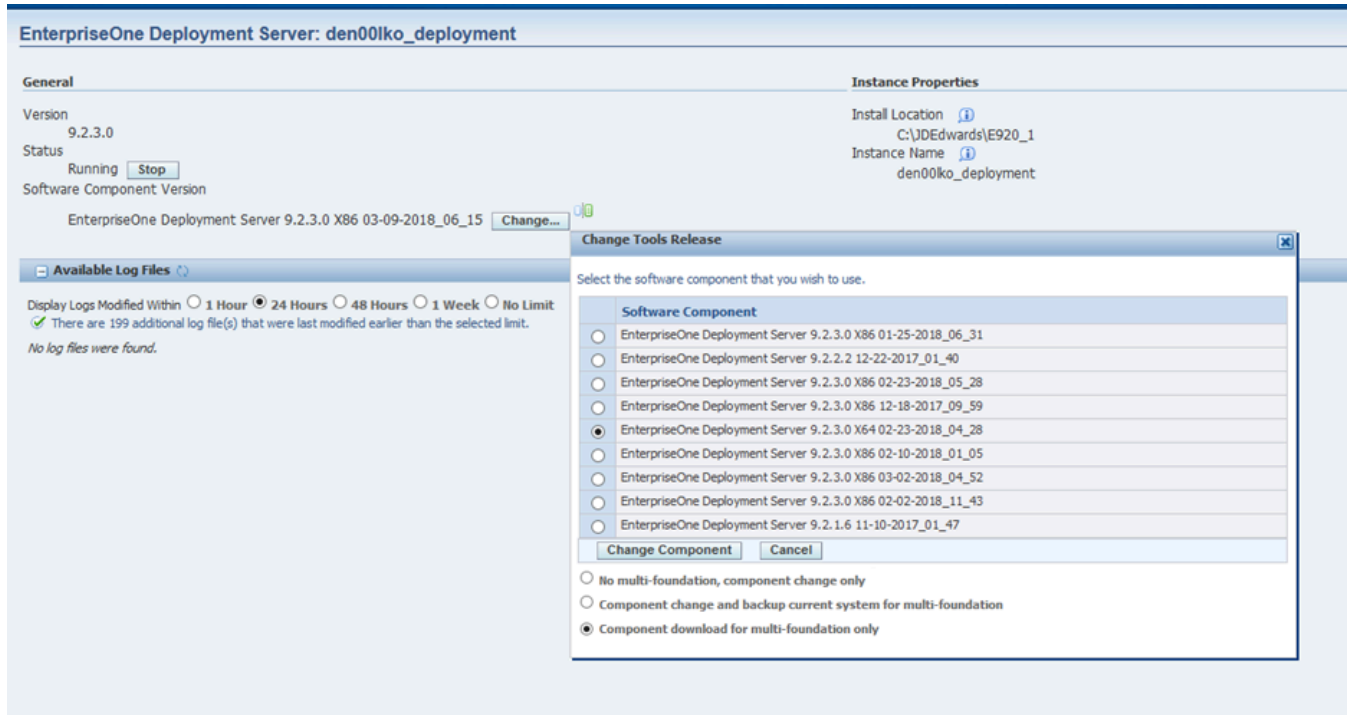 EnterpriseOne Deployment Server: den00lko_deployment
General
Version
9.2.3.0
Status
Running Stop
Software Component Version
EnterpriseOne Deployment Server 9.2.3.0 X86 03-09-2018_06_15 Change...
Instance Properties
Install Location
C:\JDEdwards\E920_1
Instance Name
den00lko_deployment
Available Log Files
Display Logs Modified Within 1 Hour 24 Hours 48 Hours 1 Week No Limit
There are 199 additional log file(s) that were last modified earlier than the selected limit.
No log files were found.
Change Tools Release
Select the software component that you wish to use.
Software Component
EnterpriseOne Deployment Server 9.2.3.0 X86 01-25-2018_06_31
EnterpriseOne Deployment Server 9.2.2.2 12-22-2017_01_40
EnterpriseOne Deployment Server 9.2.3.0 X86 02-23-2018_05_28
EnterpriseOne Deployment Server 9.2.3.0 X86 12-18-2017_09_59
EnterpriseOne Deployment Server 9.2.3.0 X64 02-23-2018_04_28
EnterpriseOne Deployment Server 9.2.3.0 X86 02-10-2018_01_05
EnterpriseOne Deployment Server 9.2.3.0 X86 03-02-2018_04_52
EnterpriseOne Deployment Server 9.2.3.0 X86 02-02-2018_11_43
EnterpriseOne Deployment Server 9.2.1.6 11-10-2017_01_47
Change Component Cancel
No multi-foundation, component change only
Component change and backup current system for multi-foundation
Component download for multi-foundation only